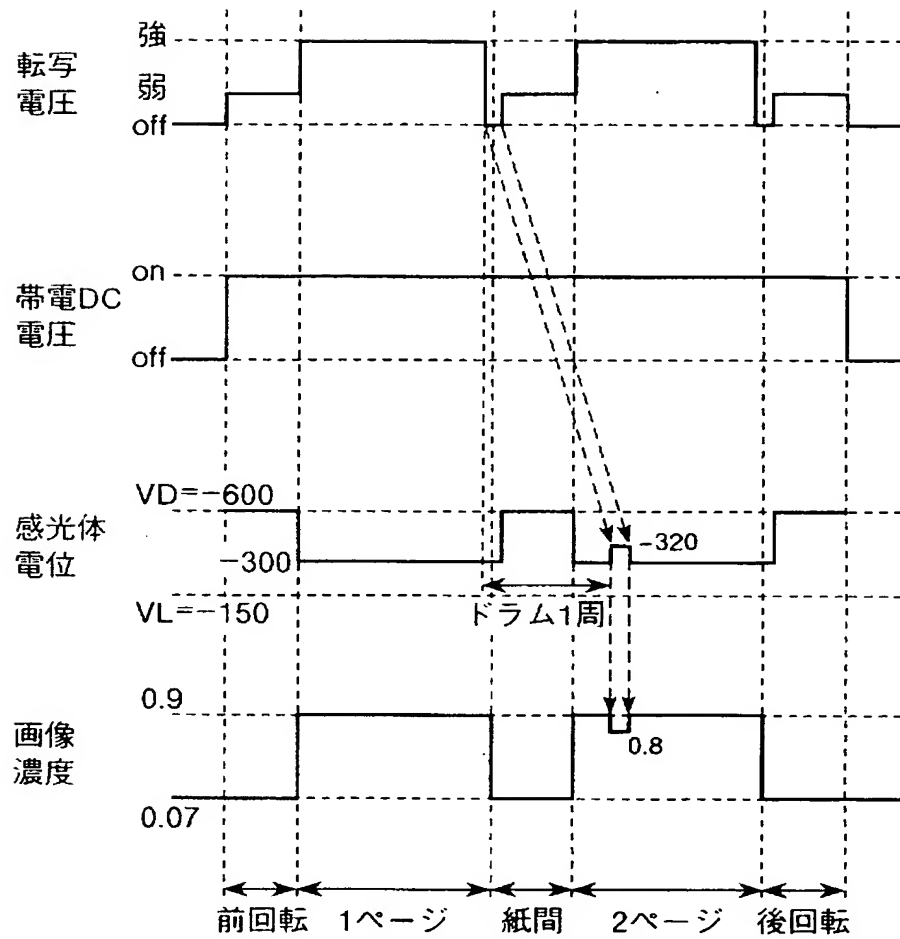 転写
電圧
強
弱
off
帯電DC
電圧
on
off
感光体
電位
VD=−600
−300
−320
VL=−150
ドラム1周
画像
濃度
0.9
0.8
0.07
前回転
1ページ
紙間
2ページ
後回転